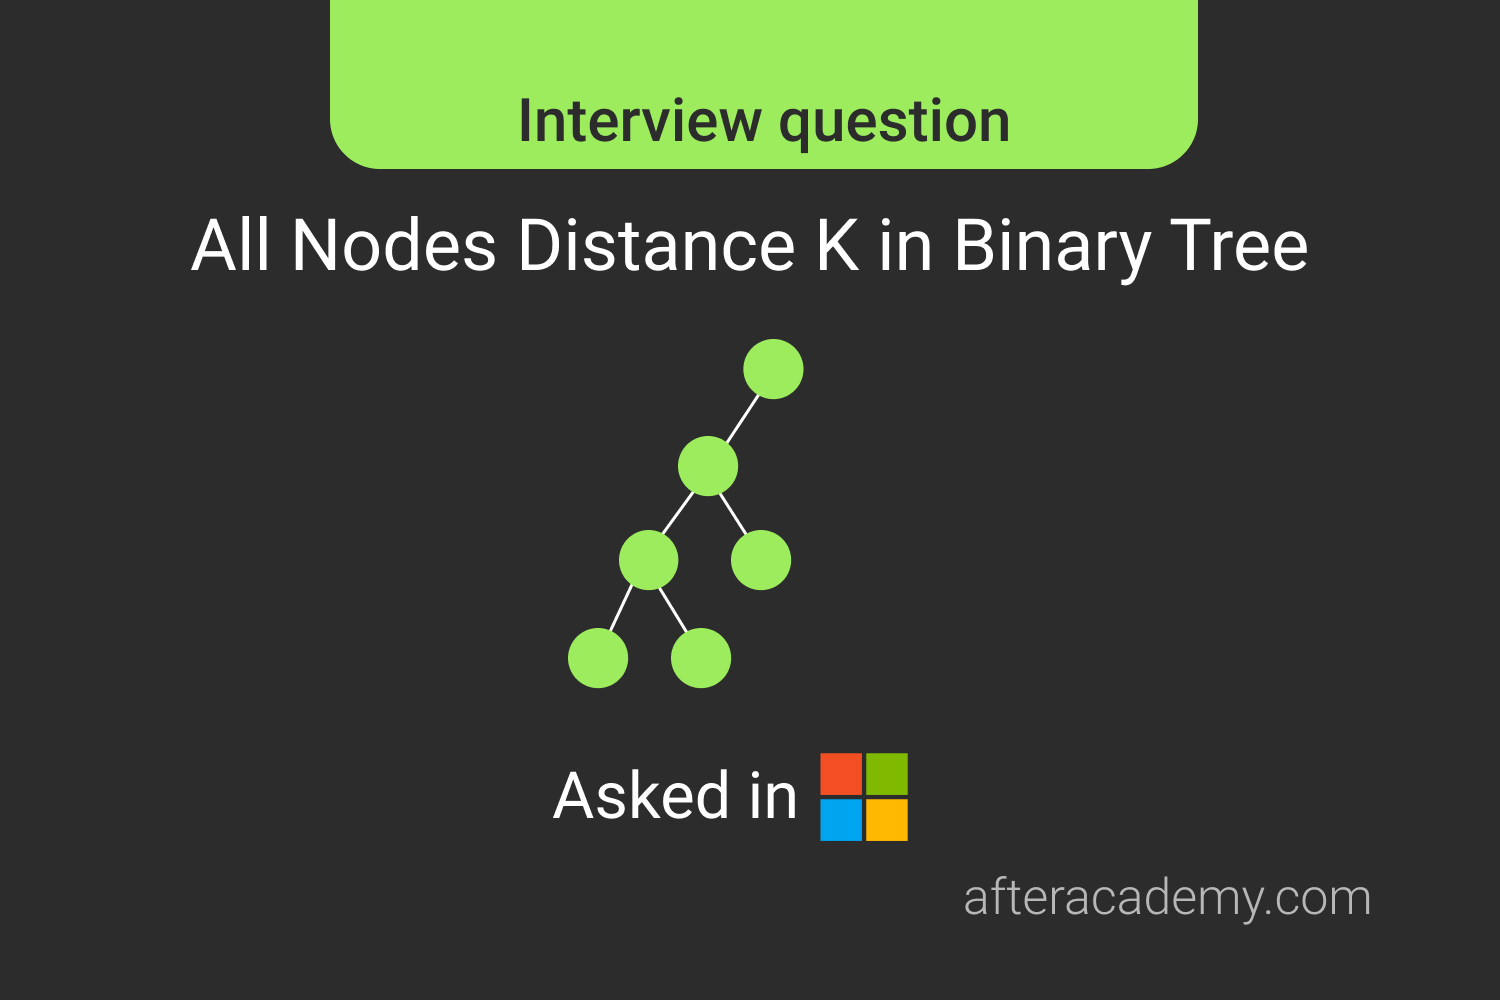 Interview question
All Nodes Distance K in Binary Tree
Asked in
afteracademy.com